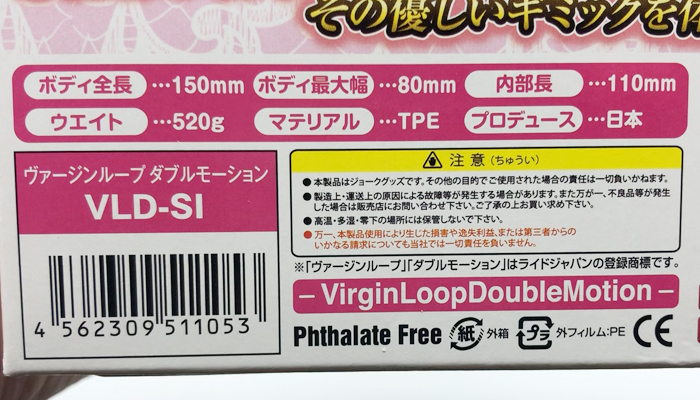 その優しいギミックを体
ボディ全長 …150mm ボディ最大幅 …80mm 内部長 …110mm
ウエイト …520g マテリアル …TPE プロデュース …日本
ヴァージンループ ダブルモーション
VLD-SI
4 562309 511053
注意(ちゅうい)
●本製品はジョークグッズです。その他の目的でご使用された場合の責任は一切負いかねます。
●製造上・運送上の原因による故障等が発生する場合があります。また万が一、不良品等が発生
した場合は販売店にお問い合わせ下さい。ご了承の上お買い求め下さい。
●高温・多湿・零下の場所には保管しないで下さい。
●万一、本製品使用により生じた損害や逸失利益、または第三者からの
いかなる請求についても当社では一切責任を負いません。
※「ヴァージンループ」「ダブルモーション」はライドジャパンの登録商標です。
– VirginLoopDoubleMotion –
Phthalate Free 紙 外箱 プラ 外フィルム:PE CE